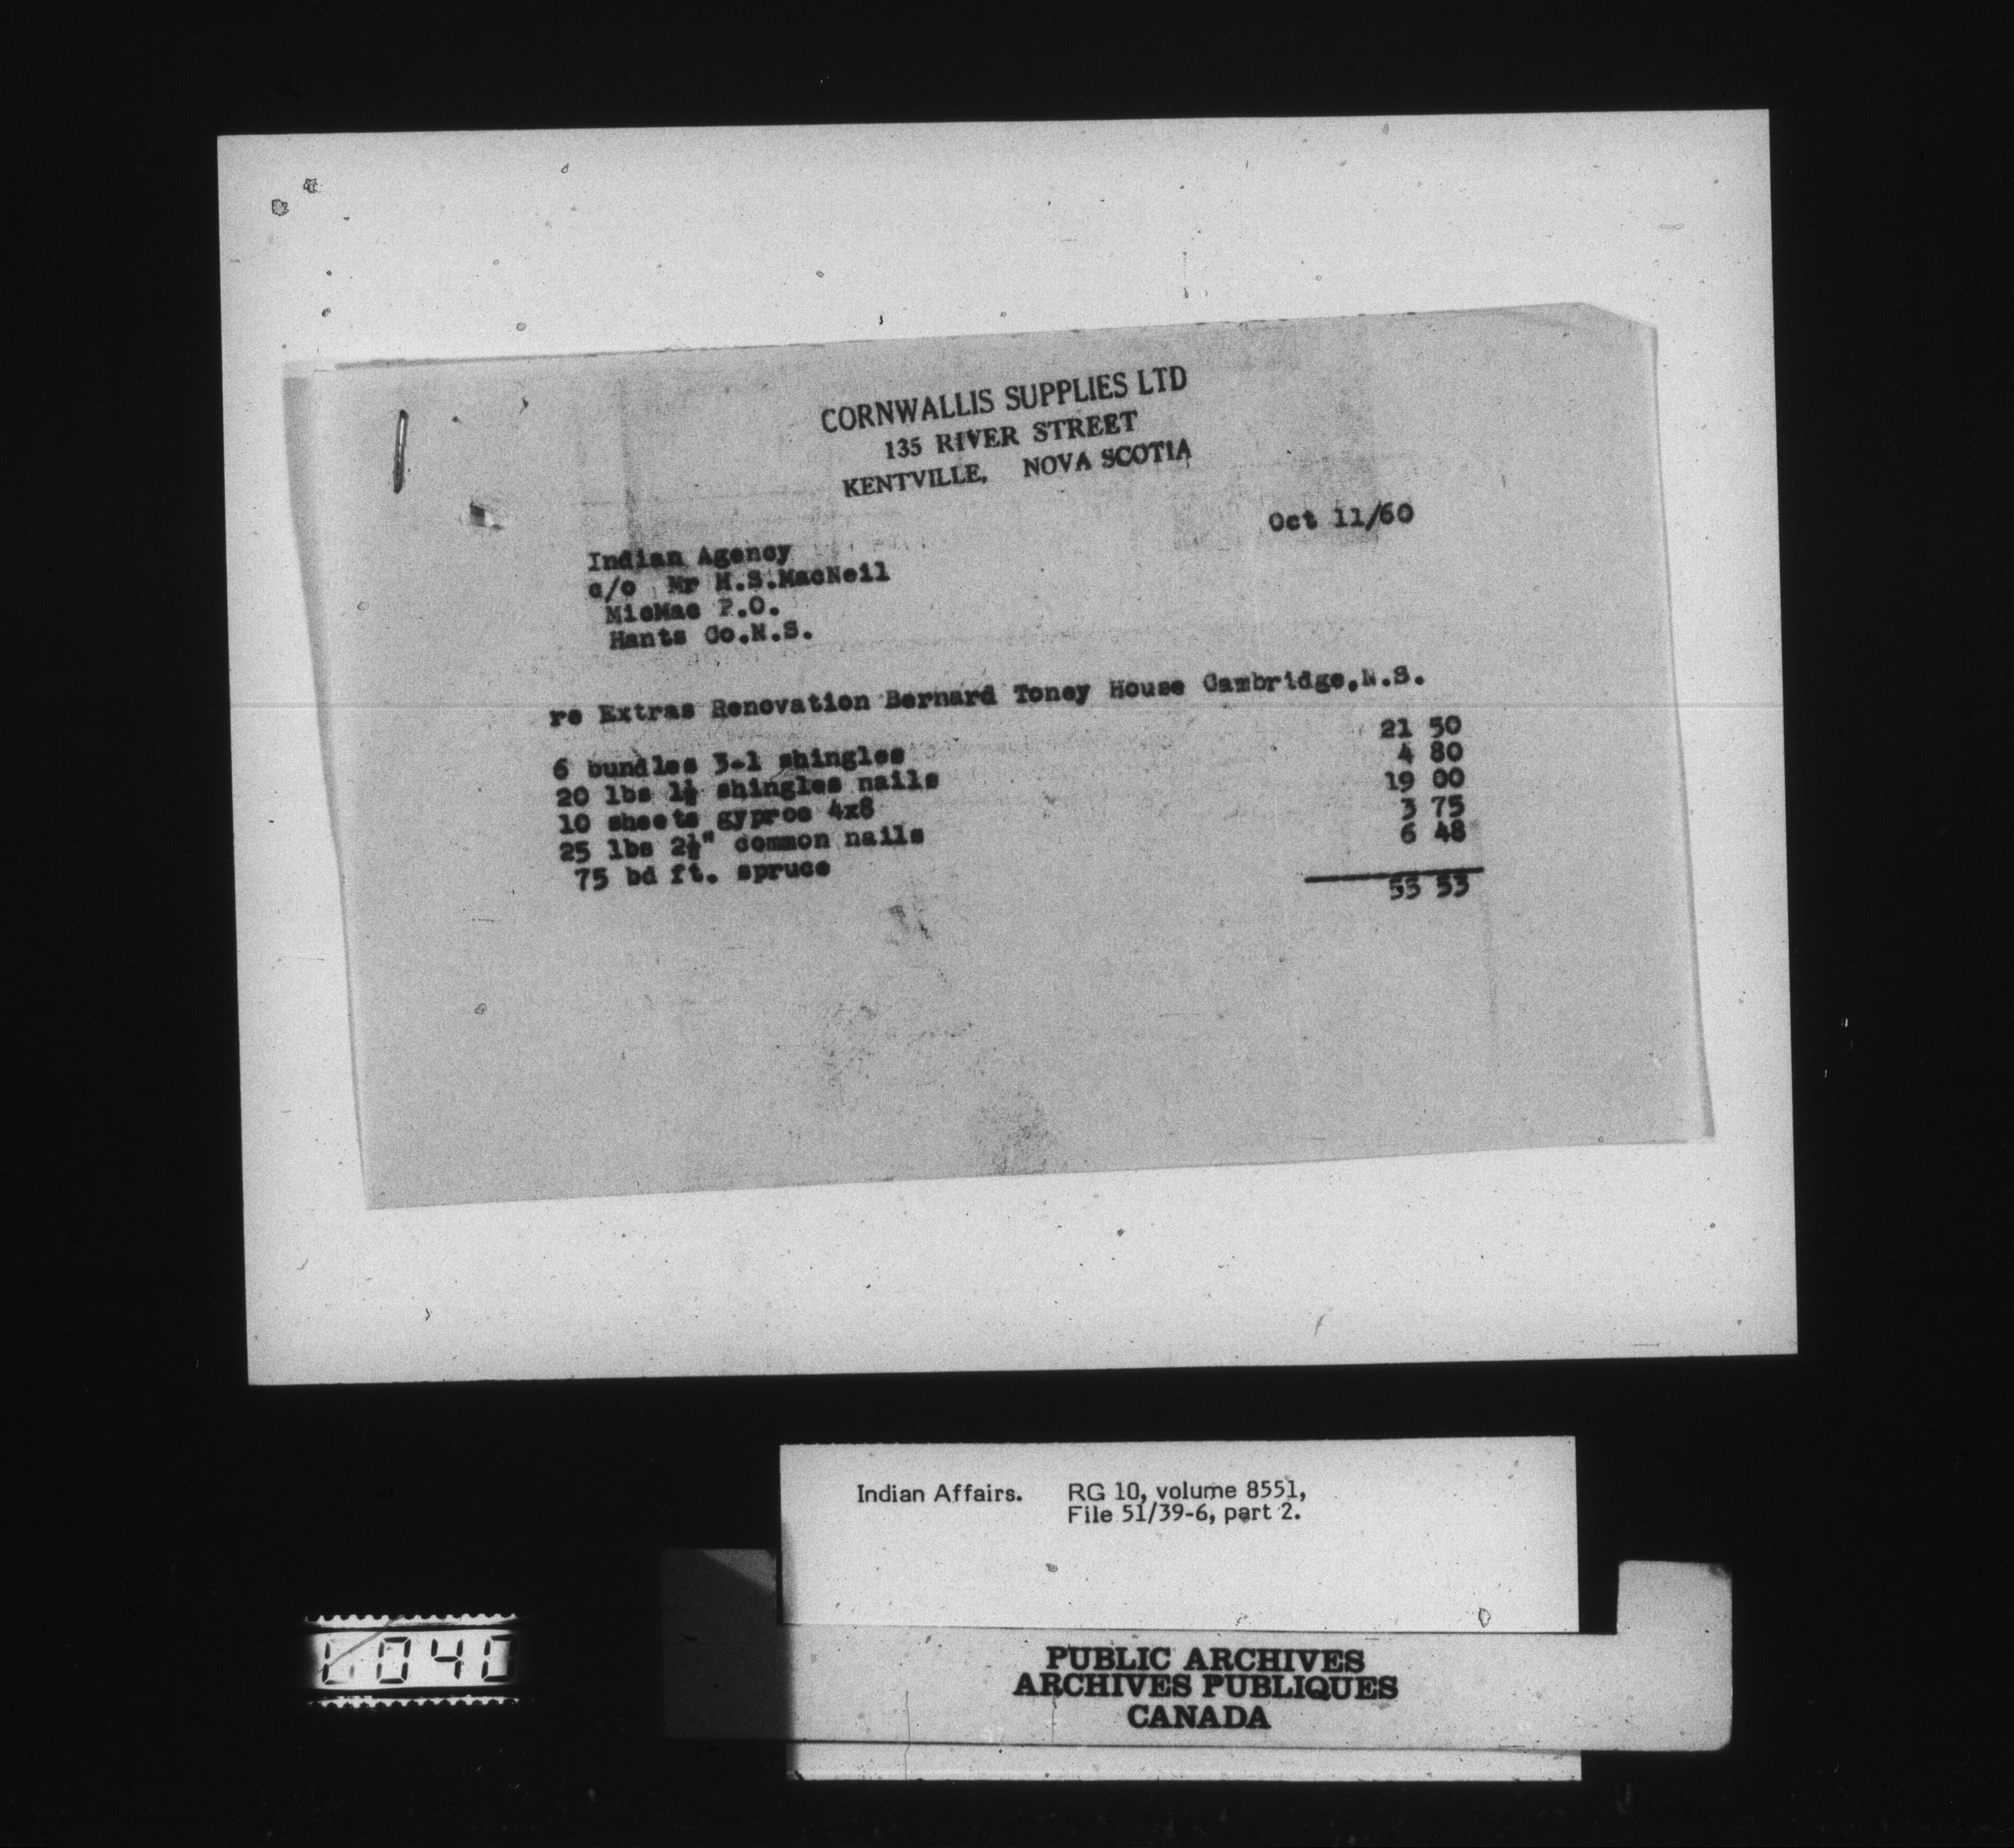 CORNWALLIS SUPPLIES LTD
135 RIVER STREET
KENTVILLE, NOVA SCOTIA
Oct 11/60
Indian Agency
c/o Mr H.S.MacNeil
MicMac P.O.
Hants Co.N.S.
re Extras Renovation Bernard Toney House Cambridge,N.S.
6 bundles 3-1 shingles 21 50
20 lbs 1½ shingles nails 4 80
10 sheets gyproc 4x8 19 00
25 lbs 2½" common nails 3 75
75 bd ft. spruce 6 48
55 53
Indian Affairs. RG 10, volume 8551,
File 51/39-6, part 2.
PUBLIC ARCHIVES
ARCHIVES PUBLIQUES
CANADA